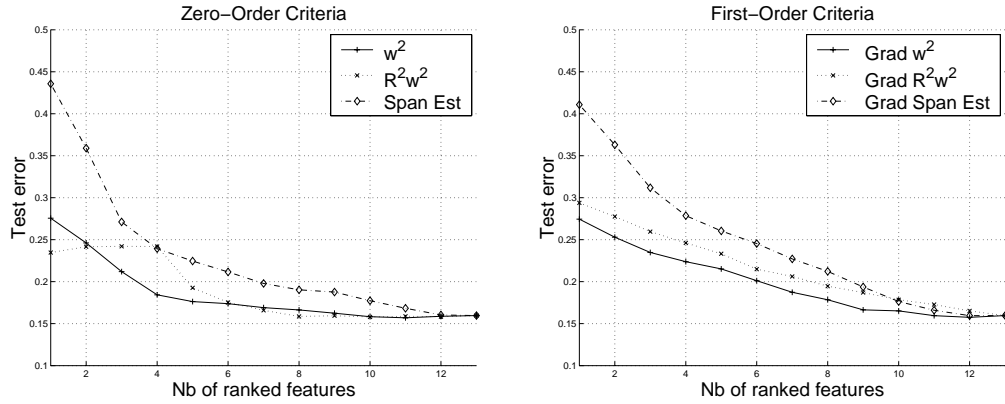 Zero-Order Criteria
0.5
0.45
0.4
0.35
0.3
0.25
0.2
0.15
0.1
Test error
w²
R²w²
Span Est
2 4 6 8 10 12
Nb of ranked features
First-Order Criteria
0.5
0.45
0.4
0.35
0.3
0.25
0.2
0.15
0.1
Test error
Grad w²
Grad R²w²
Grad Span Est
2 4 6 8 10 12
Nb of ranked features